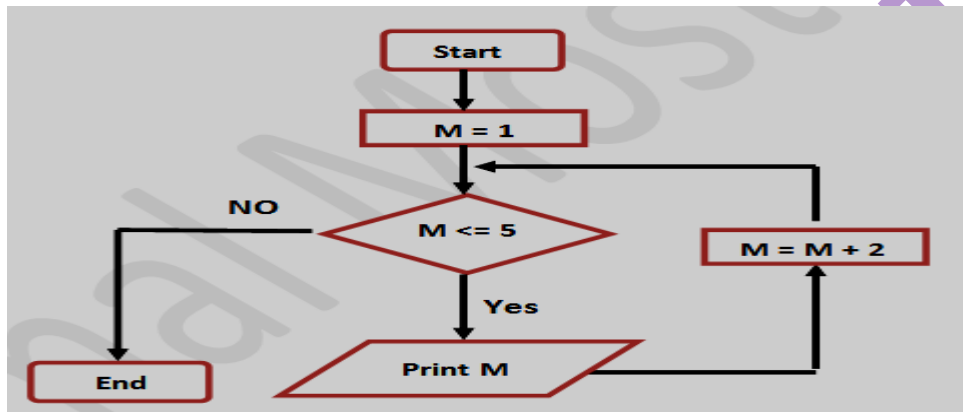 Start
M = 1
NO
M <= 5
M = M + 2
Yes
Print M
End